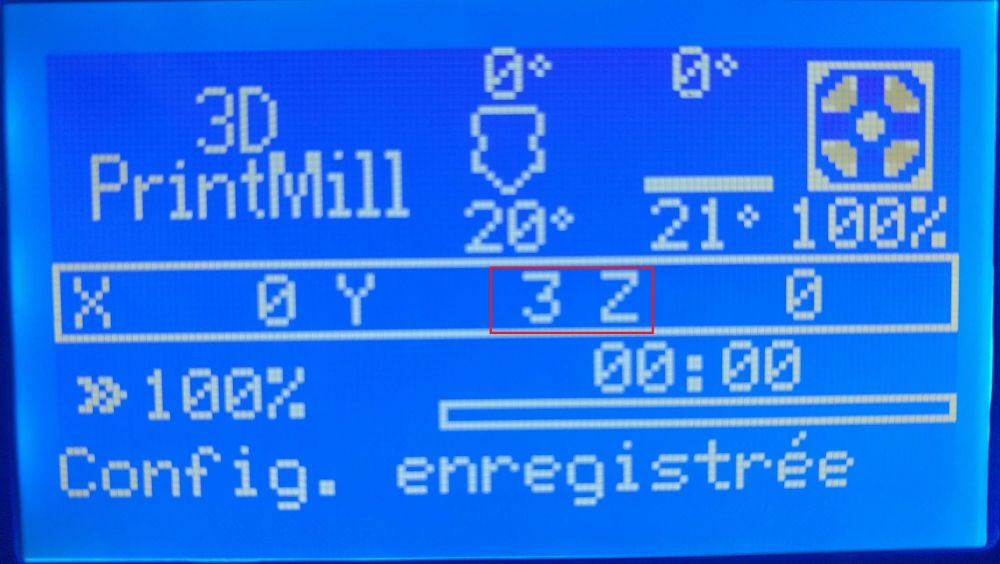 0° 0°
3D
PrintMill
20° 21° 100%
X 0 Y 3 Z 0
00:00
»100%
Config. enregistrée